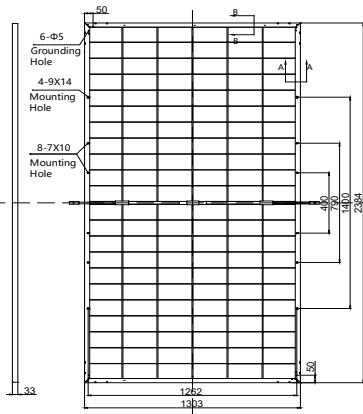 50
B
B
6-Φ5
Grounding
Hole
A
A
4-9X14
Mounting
Hole
8-7X10
Mounting
Hole
400
790
1400
2384
50
33
1262
1303